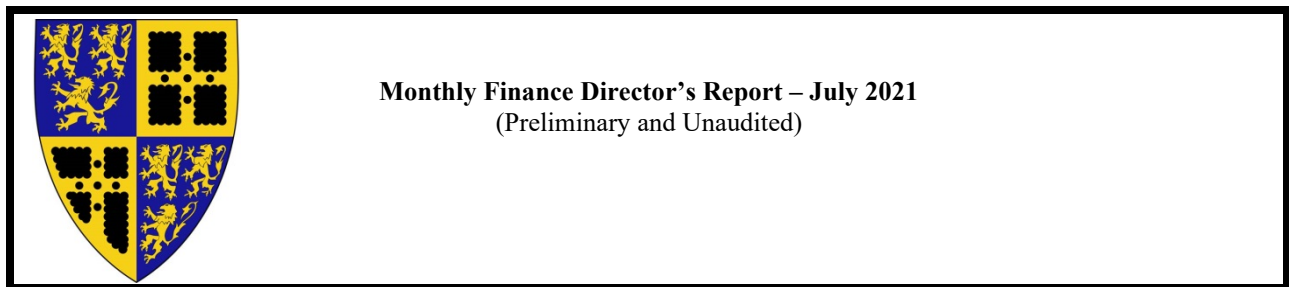 Monthly Finance Director’s Report – July 2021
(Preliminary and Unaudited)